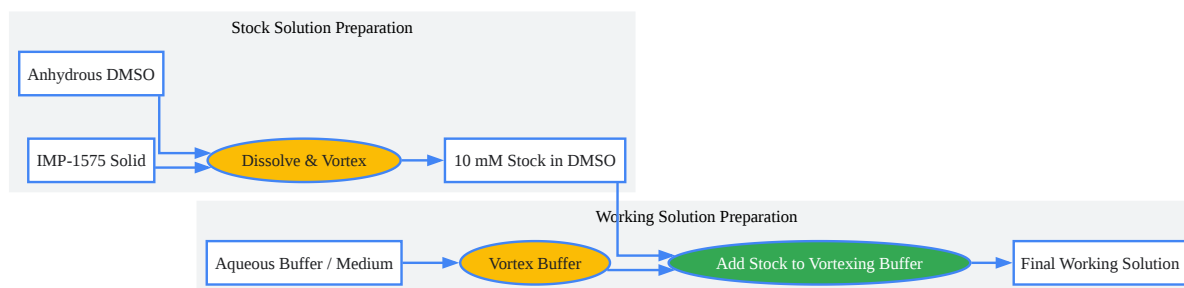 Stock Solution Preparation
Anhydrous DMSO
IMP-1575 Solid
Dissolve & Vortex
10 mM Stock in DMSO
Working Solution Preparation
Aqueous Buffer / Medium
Vortex Buffer
Add Stock to Vortexing Buffer
Final Working Solution